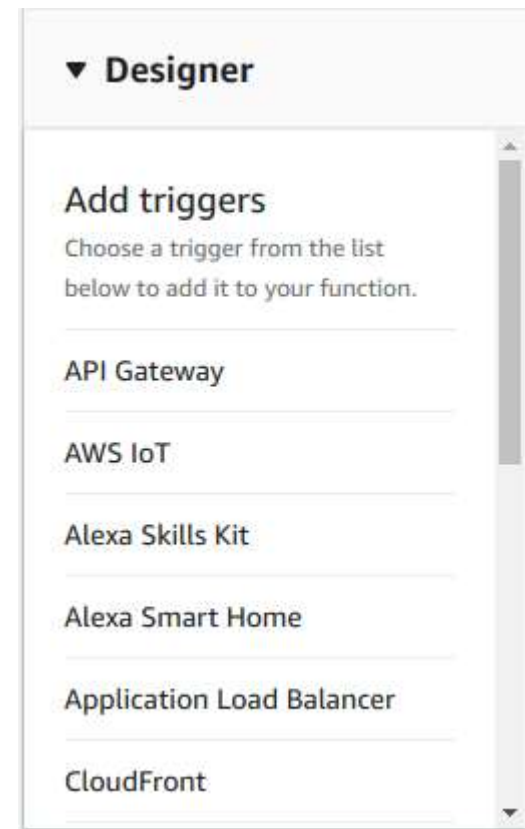 Designer
Add triggers
Choose a trigger from the list
below to add it to your function.
API Gateway
AWS IoT
Alexa Skills Kit
Alexa Smart Home
Application Load Balancer
CloudFront